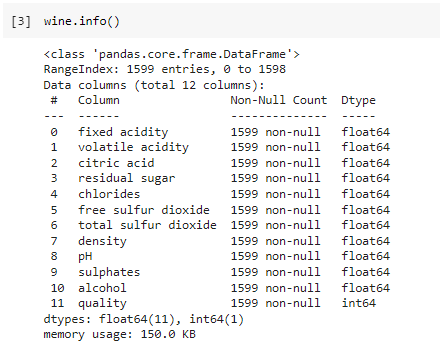 [3] wine.info()
<class 'pandas.core.frame.DataFrame'>
RangeIndex: 1599 entries, 0 to 1598
Data columns (total 12 columns):
 #   Column                Non-Null Count  Dtype
---  ------                --------------  -----
 0   fixed acidity         1599 non-null   float64
 1   volatile acidity      1599 non-null   float64
 2   citric acid           1599 non-null   float64
 3   residual sugar        1599 non-null   float64
 4   chlorides             1599 non-null   float64
 5   free sulfur dioxide   1599 non-null   float64
 6   total sulfur dioxide  1599 non-null   float64
 7   density               1599 non-null   float64
 8   pH                    1599 non-null   float64
 9   sulphates             1599 non-null   float64
 10  alcohol               1599 non-null   float64
 11  quality               1599 non-null   int64
dtypes: float64(11), int64(1)
memory usage: 150.0 KB